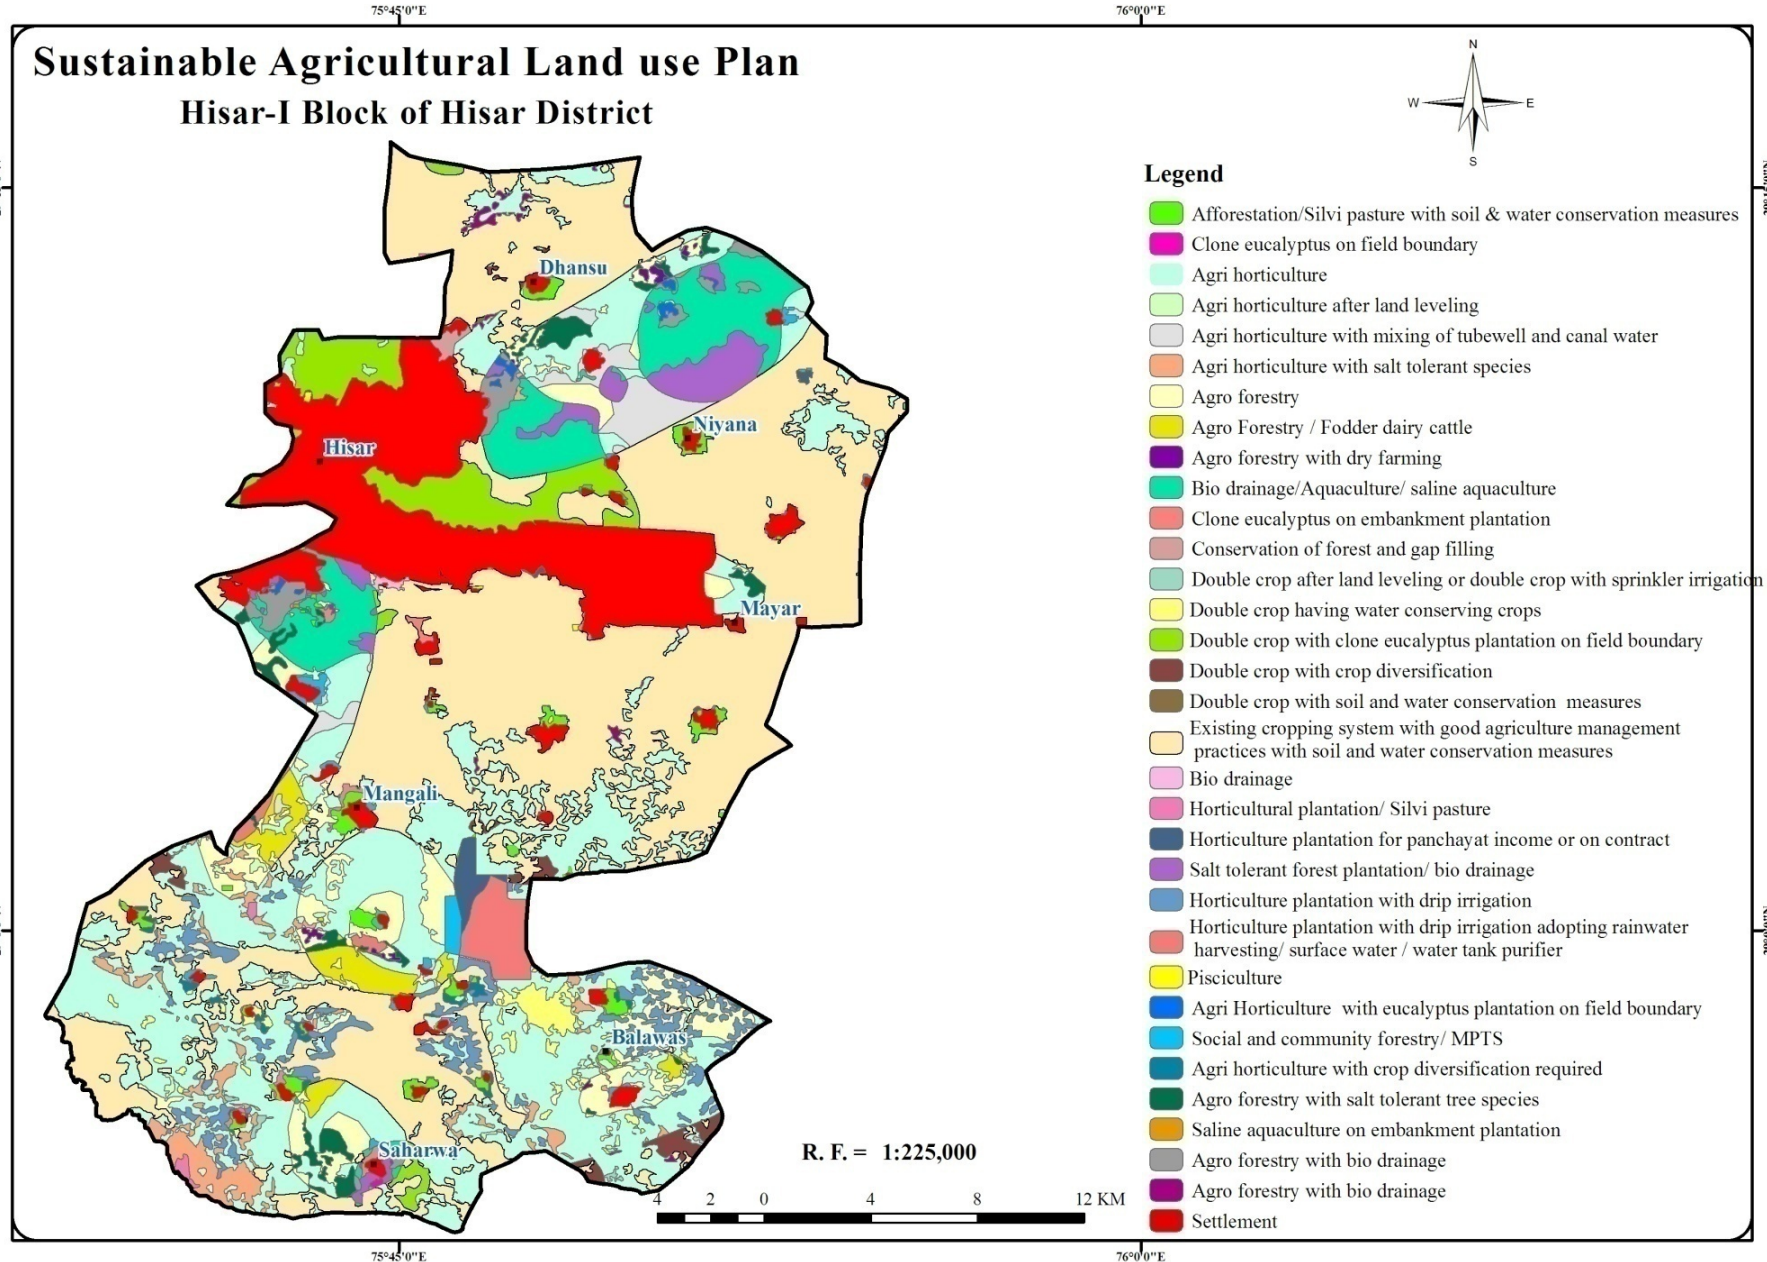 75°45'0"E
76°0'0"E
Sustainable Agricultural Land use Plan
Hisar-I Block of Hisar District
N
W
E
S
Legend
Afforestation/Silvi pasture with soil & water conservation measures
Clone eucalyptus on field boundary
Agri horticulture
Agri horticulture after land leveling
Agri horticulture with mixing of tubewell and canal water
Agri horticulture with salt tolerant species
Agro forestry
Agro Forestry / Fodder dairy cattle
Agro forestry with dry farming
Bio drainage/Aquaculture/ saline aquaculture
Clone eucalyptus on embankment plantation
Conservation of forest and gap filling
Double crop after land leveling or double crop with sprinkler irrigation
Double crop having water conserving crops
Double crop with clone eucalyptus plantation on field boundary
Double crop with crop diversification
Double crop with soil and water conservation measures
Existing cropping system with good agriculture management
practices with soil and water conservation measures
Bio drainage
Horticultural plantation/ Silvi pasture
Horticulture plantation for panchayat income or on contract
Salt tolerant forest plantation/ bio drainage
Horticulture plantation with drip irrigation
Horticulture plantation with drip irrigation adopting rainwater
harvesting/ surface water / water tank purifier
Pisciculture
Agri Horticulture with eucalyptus plantation on field boundary
Social and community forestry/ MPTS
Agri horticulture with crop diversification required
Agro forestry with salt tolerant tree species
Saline aquaculture on embankment plantation
Agro forestry with bio drainage
Agro forestry with bio drainage
Settlement
Dhansu
Niyana
Hisar
Mayar
Mangali
Balawas
Saharwa
R. F. = 1:225,000
4 2 0 4 8 12 KM
75°45'0"E
76°0'0"E